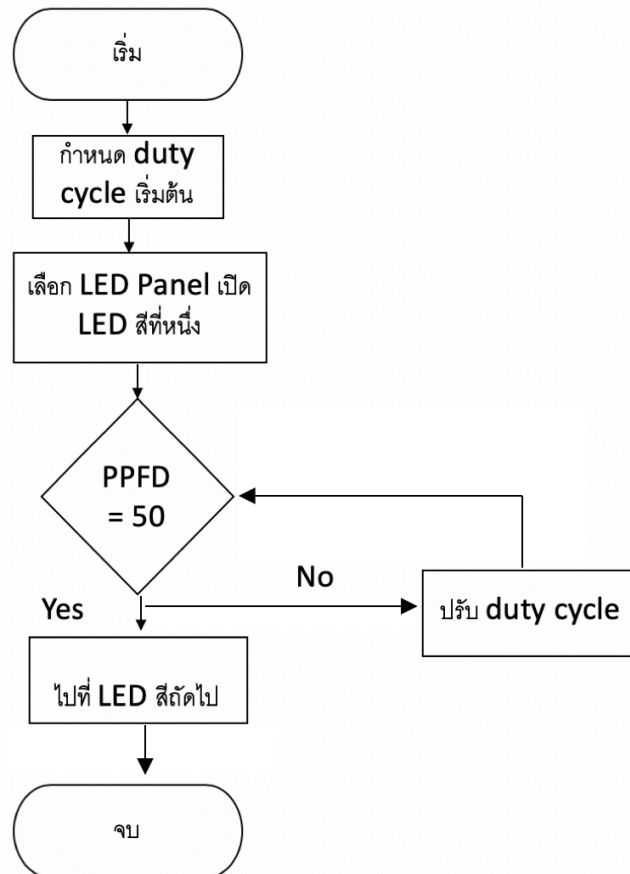 เริ่ม
กำหนด duty
cycle เริ่มต้น
เลือก LED Panel เปิด
LED สีที่หนึ่ง
PPFD
= 50
No
Yes
ปรับ duty cycle
ไปที่ LED สีถัดไป
จบ